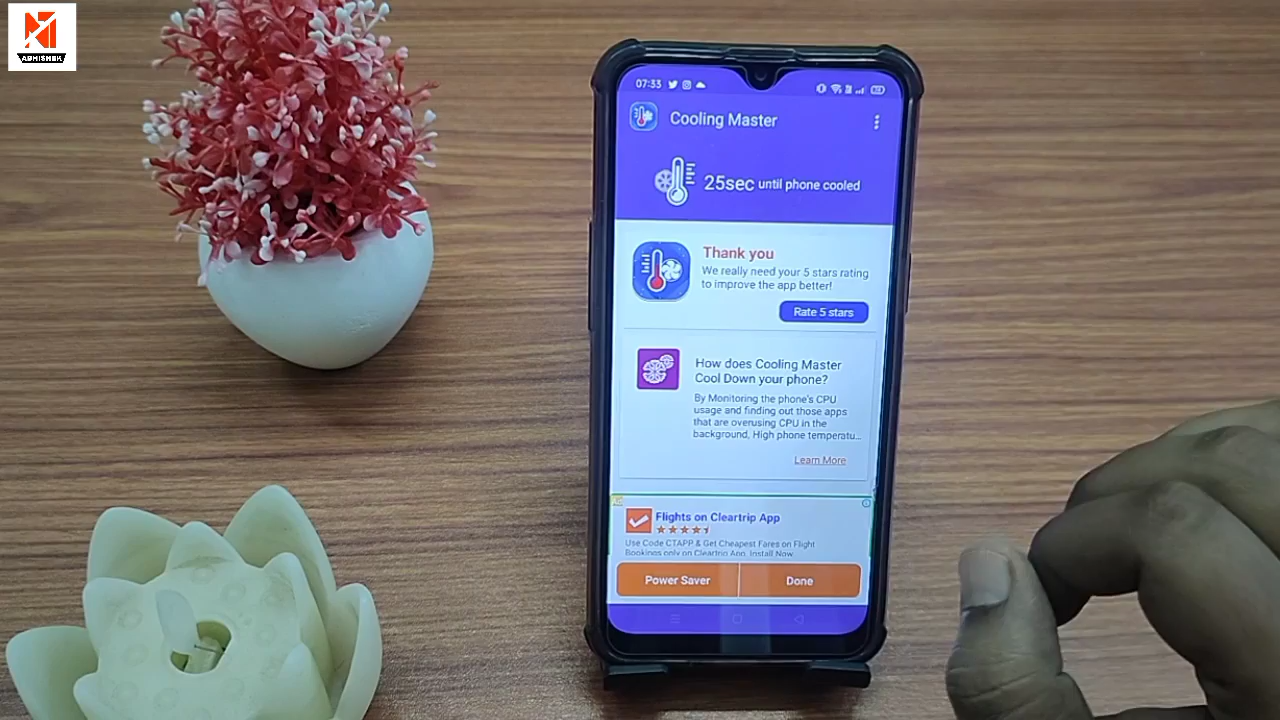 ABHISHEK
07:33
Cooling Master
25sec until phone cooled
Thank you
We really need your 5 stars rating
to improve the app better!
Rate 5 stars
How does Cooling Master
Cool Down your phone?
By Monitoring the phone's CPU
usage and finding out those apps
that are overusing CPU in the
background, High phone temperatu...
Learn More
Flights on Cleartrip App
Use Code CTAPP & Get Cheapest Fares on Flight
Bookings only on Cleartrip App. Install Now
Power Saver
Done